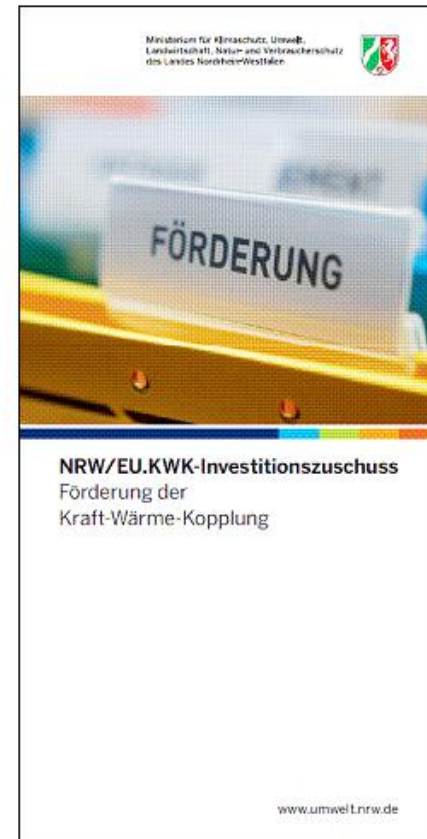 Ministerium für Klimaschutz, Umwelt,
Landwirtschaft, Natur- und Verbraucherschutz
des Landes Nordrhein-Westfalen
FÖRDERUNG
NRW/EU.KWK-Investitionszuschuss
Förderung der
Kraft-Wärme-Kopplung
www.umwelt.nrw.de